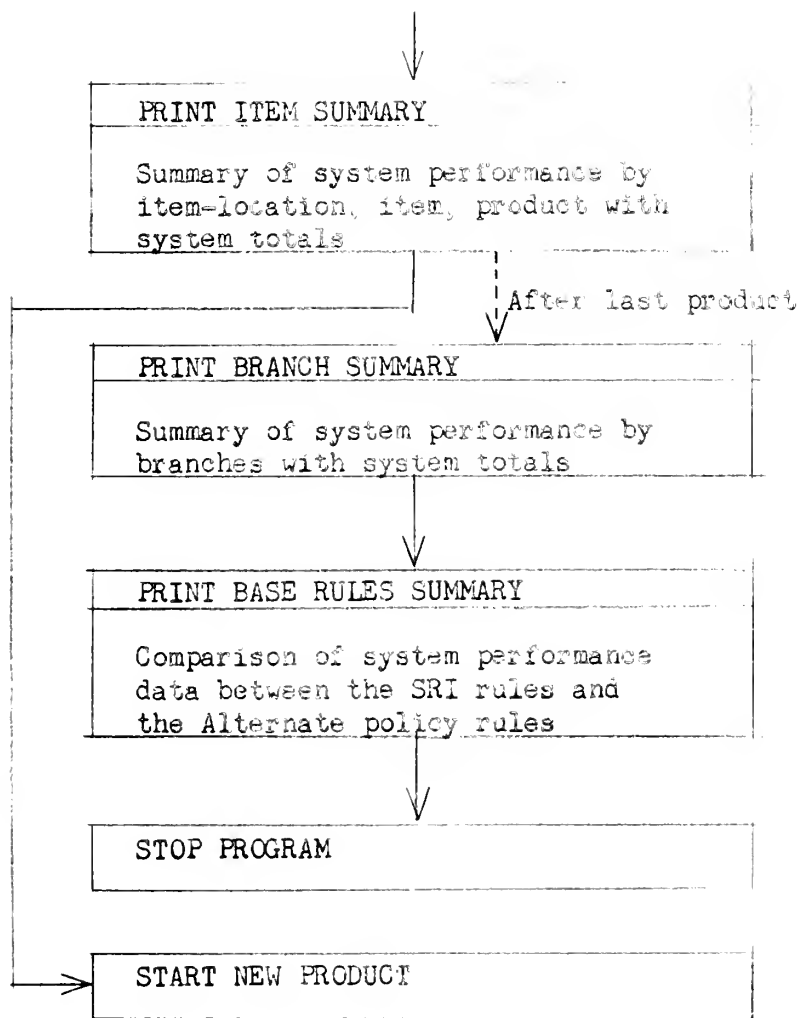 PRINT ITEM SUMMARY
Summary of system performance by
item-location, item, product with
system totals
After last product
PRINT BRANCH SUMMARY
Summary of system performance by
branches with system totals
PRINT BASE RULES SUMMARY
Comparison of system performance
data between the SRI rules and
the Alternate policy rules
STOP PROGRAM
START NEW PRODUCT